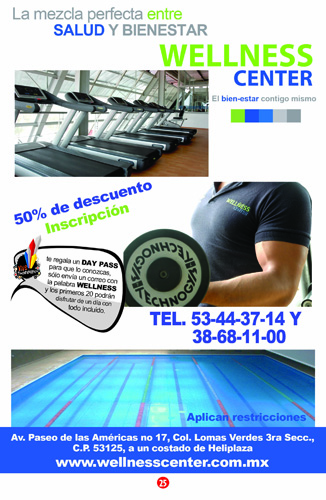 La mezcla perfecta entre
SALUD Y BIENESTAR
WELLNESS
CENTER
El bien-estar contigo mismo
50% de descuento
Inscripción
WELLNESS
te regala un DAY PASS
para que lo conozcas,
sólo envía un correo con
la palabra WELLNESS
y los primeros 20 podrán
disfrutar de un día con
todo incluído.
TECHNOGYM
TECHNOGYM
TEL. 53-44-37-14 Y
38-68-11-00
Aplican restricciones
Av. Paseo de las Américas no 17, Col. Lomas Verdes 3ra Secc.,
C.P. 53125, a un costado de Heliplaza
www.wellnesscenter.com.mx
25